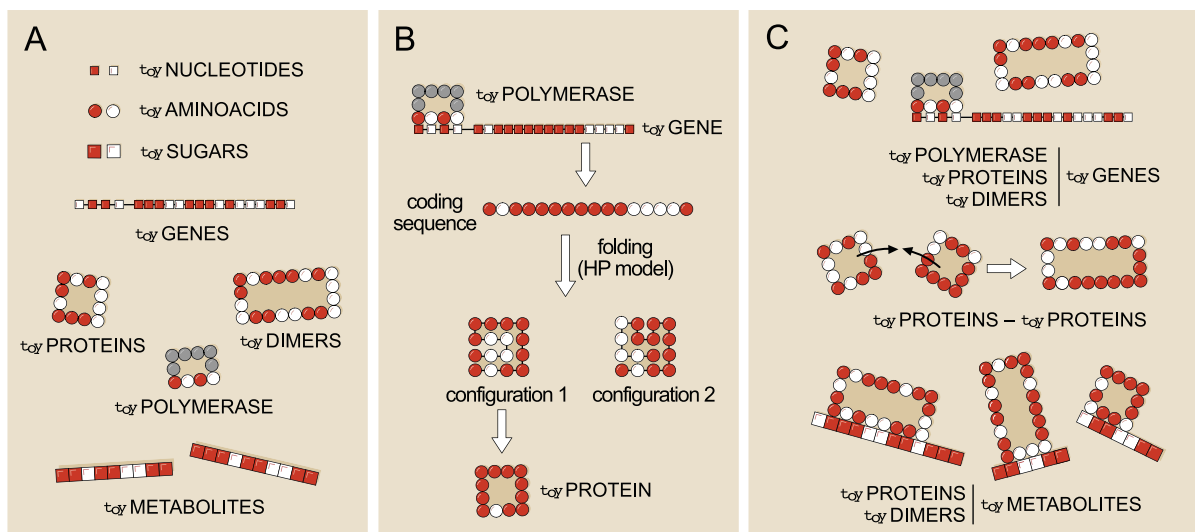 A
toy NUCLEOTIDES
toy AMINOACIDS
toy SUGARS
toy GENES
toy PROTEINS
toy DIMERS
toy POLYMERASE
toy METABOLITES
B
toy POLYMERASE
toy GENE
coding
sequence
folding
(HP model)
configuration 1
configuration 2
toy PROTEIN
C
toy POLYMERASE
toy PROTEINS
toy DIMERS
toy GENES
toy PROTEINS – toy PROTEINS
toy PROTEINS
toy DIMERS
toy METABOLITES